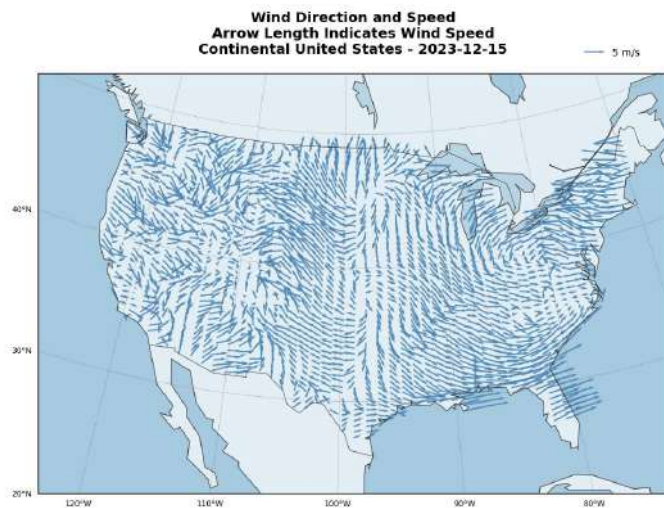 Wind Direction and Speed
Arrow Length Indicates Wind Speed
Continental United States - 2023-12-15
5 m/s
40°N
30°N
20°N
120°W
110°W
100°W
90°W
80°W